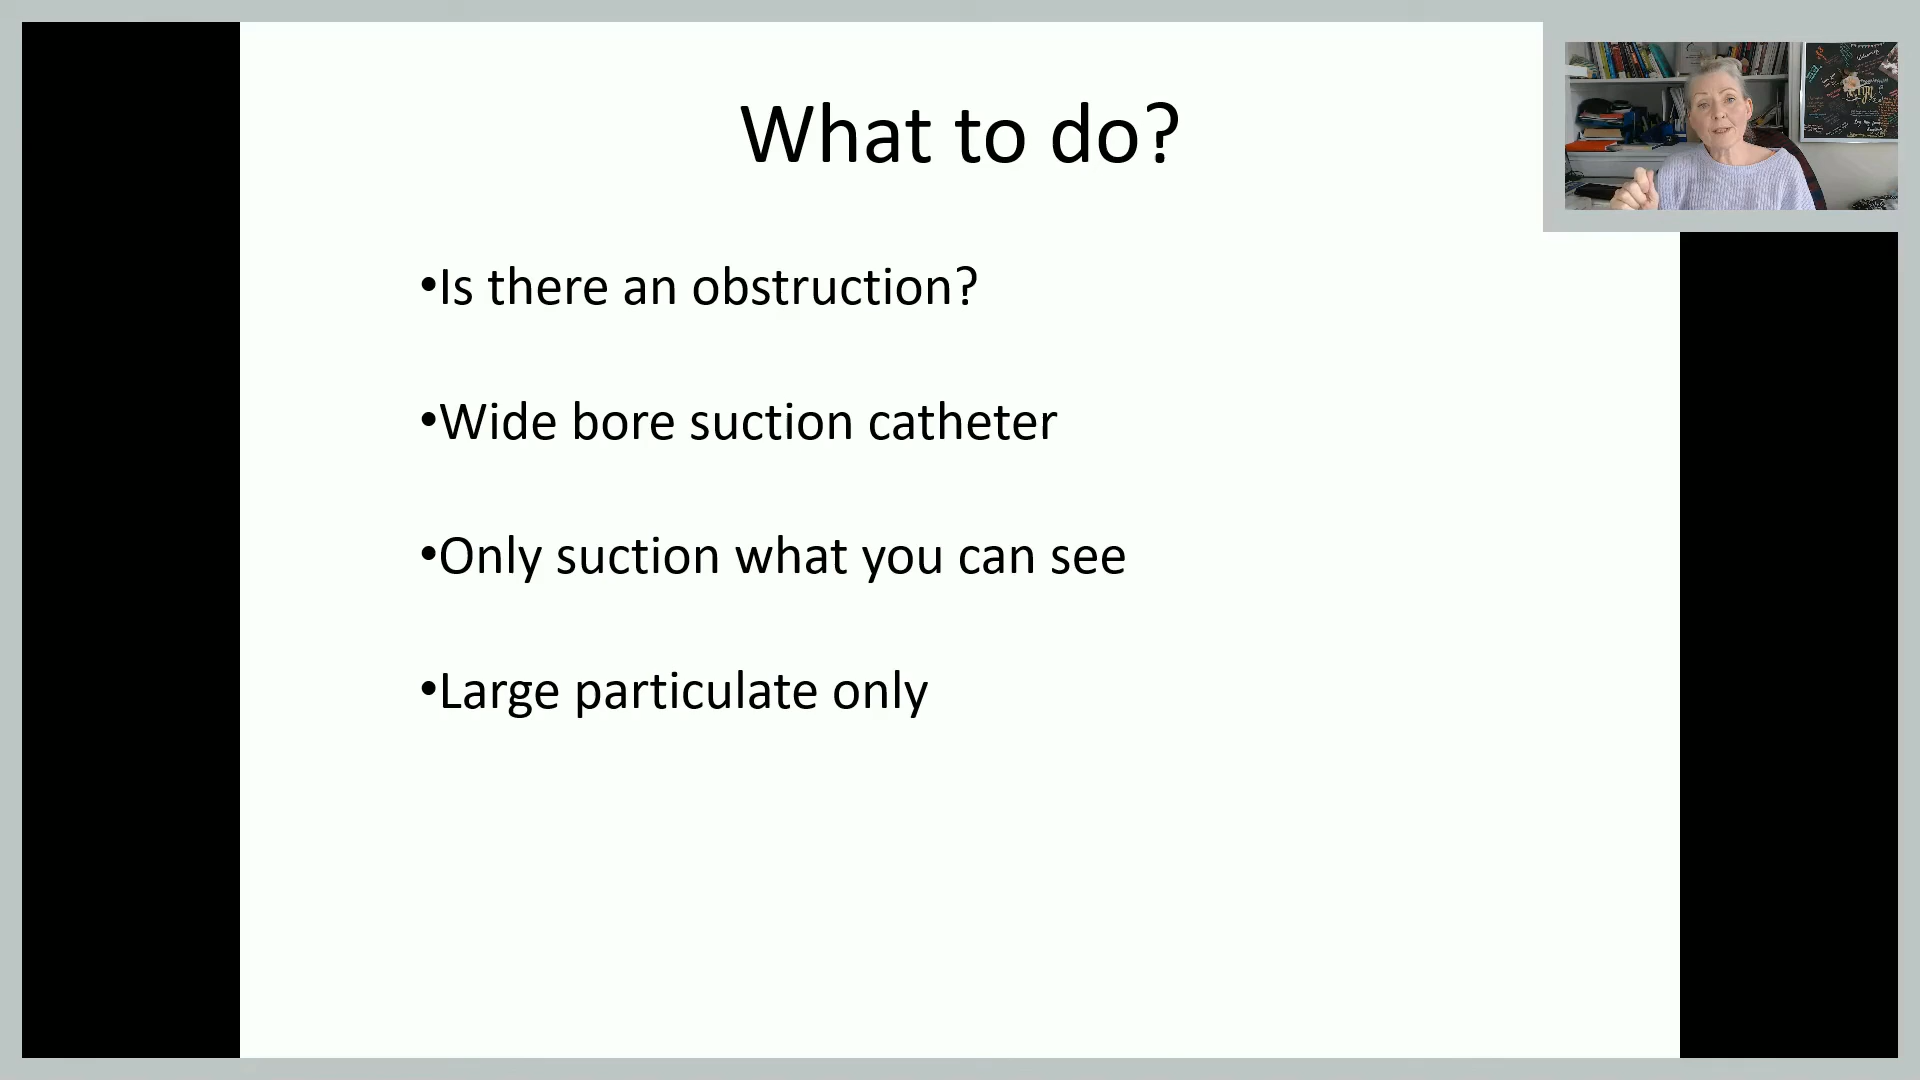 What to do?
•Is there an obstruction?
•Wide bore suction catheter
•Only suction what you can see
•Large particulate only